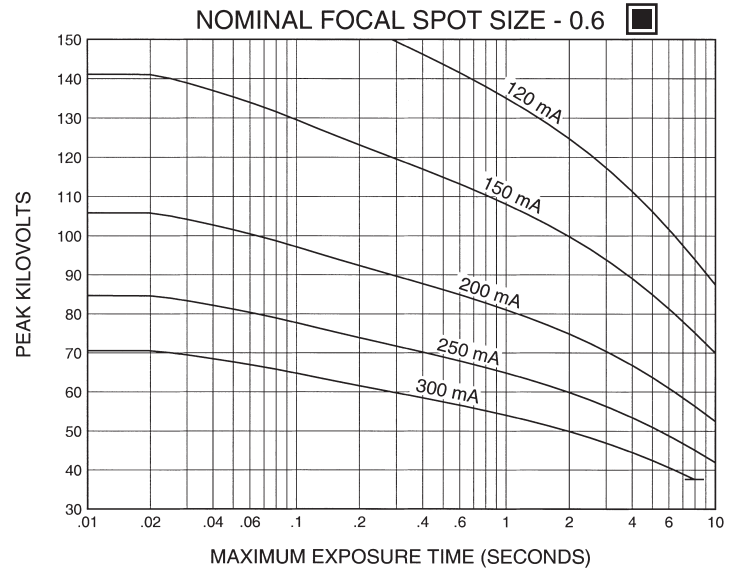 NOMINAL FOCAL SPOT SIZE - 0.6
150
140
130
120
110
100
90
80
70
60
50
40
30
PEAK KILOVOLTS
120 mA
150 mA
200 mA
250 mA
300 mA
.01 .02 .04 .06 .1 .2 .4 .6 1 2 4 6 10
MAXIMUM EXPOSURE TIME (SECONDS)